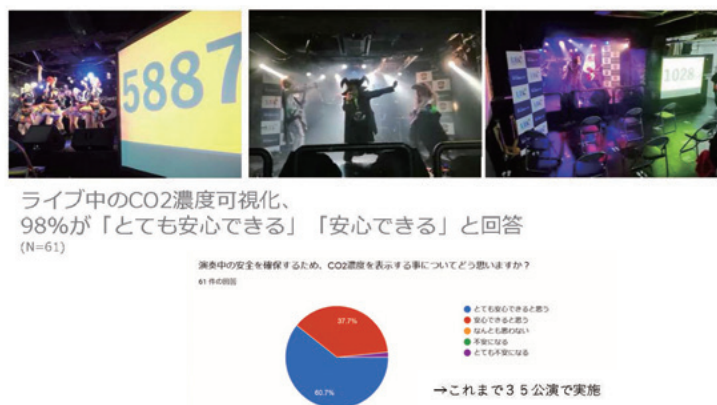 5887
1028
ライブ中のCO2濃度可視化、
98%が「とても安心できる」「安心できる」と回答
(N=61)
演奏中の安全を確保するため、CO2濃度を表示する事についてどう思いますか？
61 件の回答
37.7%
60.7%
とても安心できると思う
安心できると思う
なんとも思わない
不安になる
とても不安になる
→これまで３５公演で実施